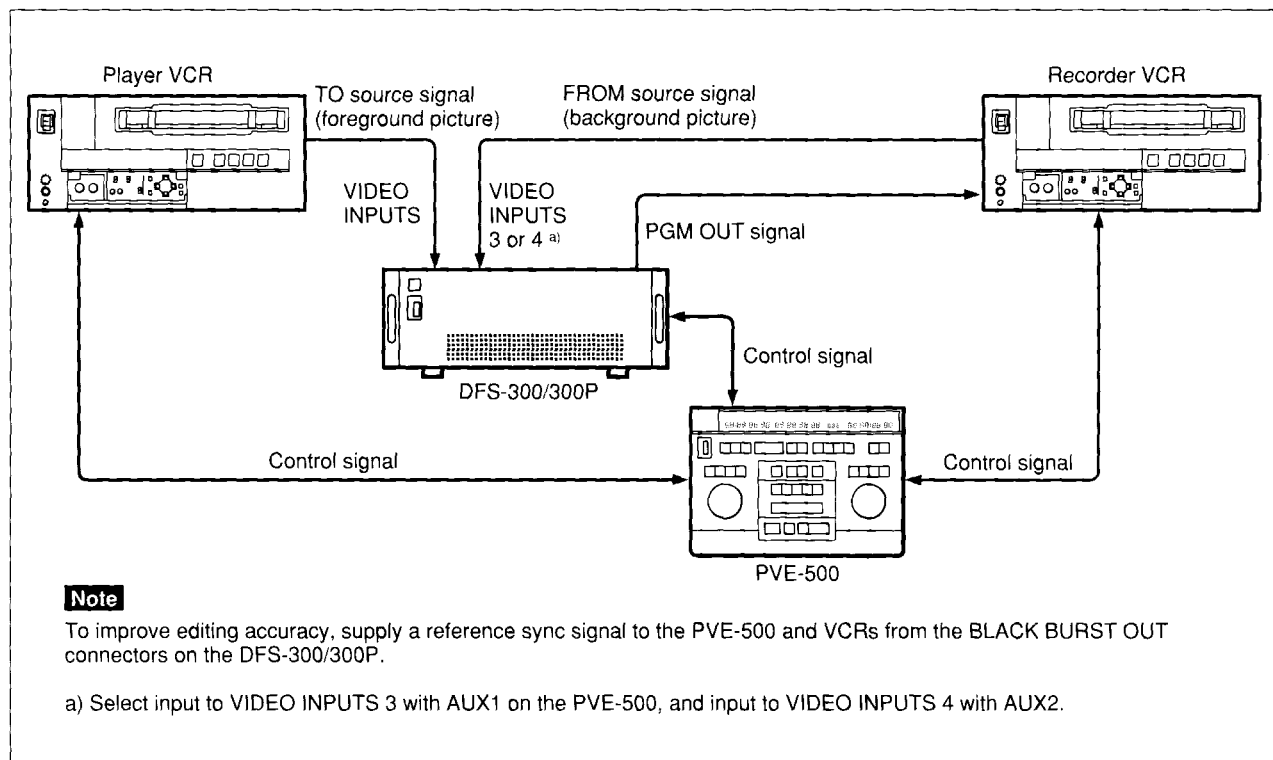 Player VCR
Recorder VCR
TO source signal
(foreground picture)
FROM source signal
(background picture)
VIDEO
INPUTS
VIDEO
INPUTS
3 or 4 a)
PGM OUT signal
Control signal
DFS-300/300P
Control signal
Control signal
PVE-500
Note
To improve editing accuracy, supply a reference sync signal to the PVE-500 and VCRs from the BLACK BURST OUT
connectors on the DFS-300/300P.
a) Select input to VIDEO INPUTS 3 with AUX1 on the PVE-500, and input to VIDEO INPUTS 4 with AUX2.